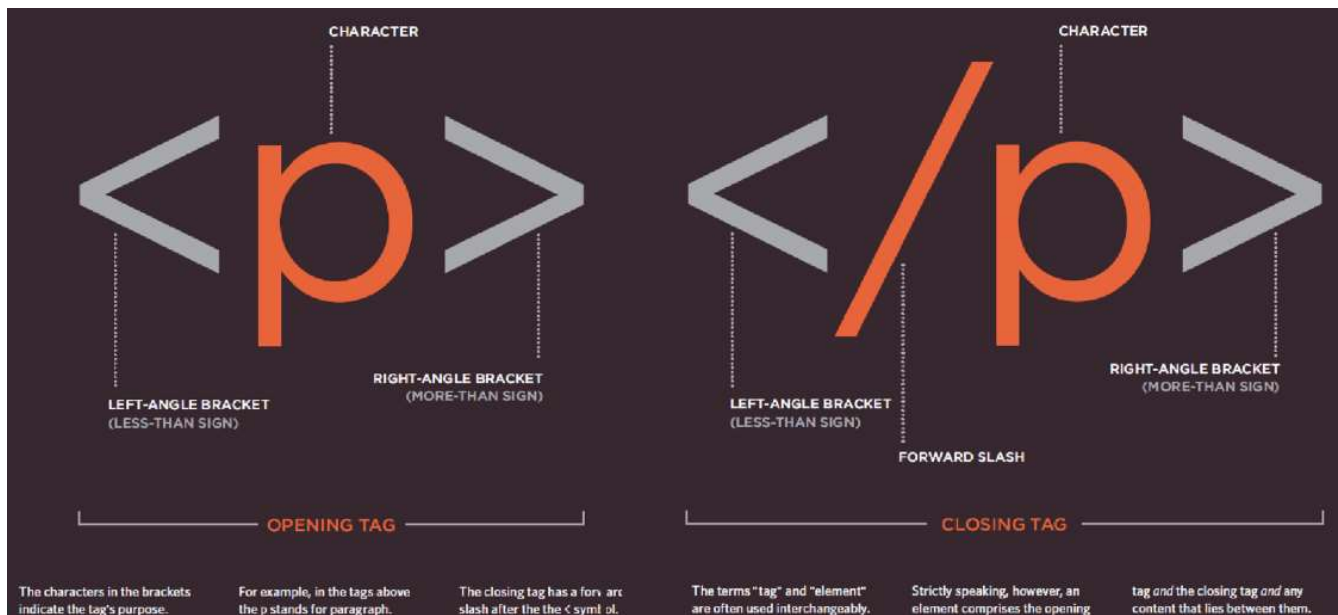 CHARACTER
<p>
LEFT-ANGLE BRACKET
(LESS-THAN SIGN)
RIGHT-ANGLE BRACKET
(MORE-THAN SIGN)
OPENING TAG
CHARACTER
</p>
LEFT-ANGLE BRACKET
(LESS-THAN SIGN)
FORWARD SLASH
RIGHT-ANGLE BRACKET
(MORE-THAN SIGN)
CLOSING TAG
The characters in the brackets
indicate the tag's purpose.
For example, in the tags above
the p stands for paragraph.
The closing tag has a
slash after the the < 
The terms "tag" and "element"
are often used interchangeably.
Strictly speaking, however, an
element comprises the opening
tag and the closing tag and any
content that lies between them.